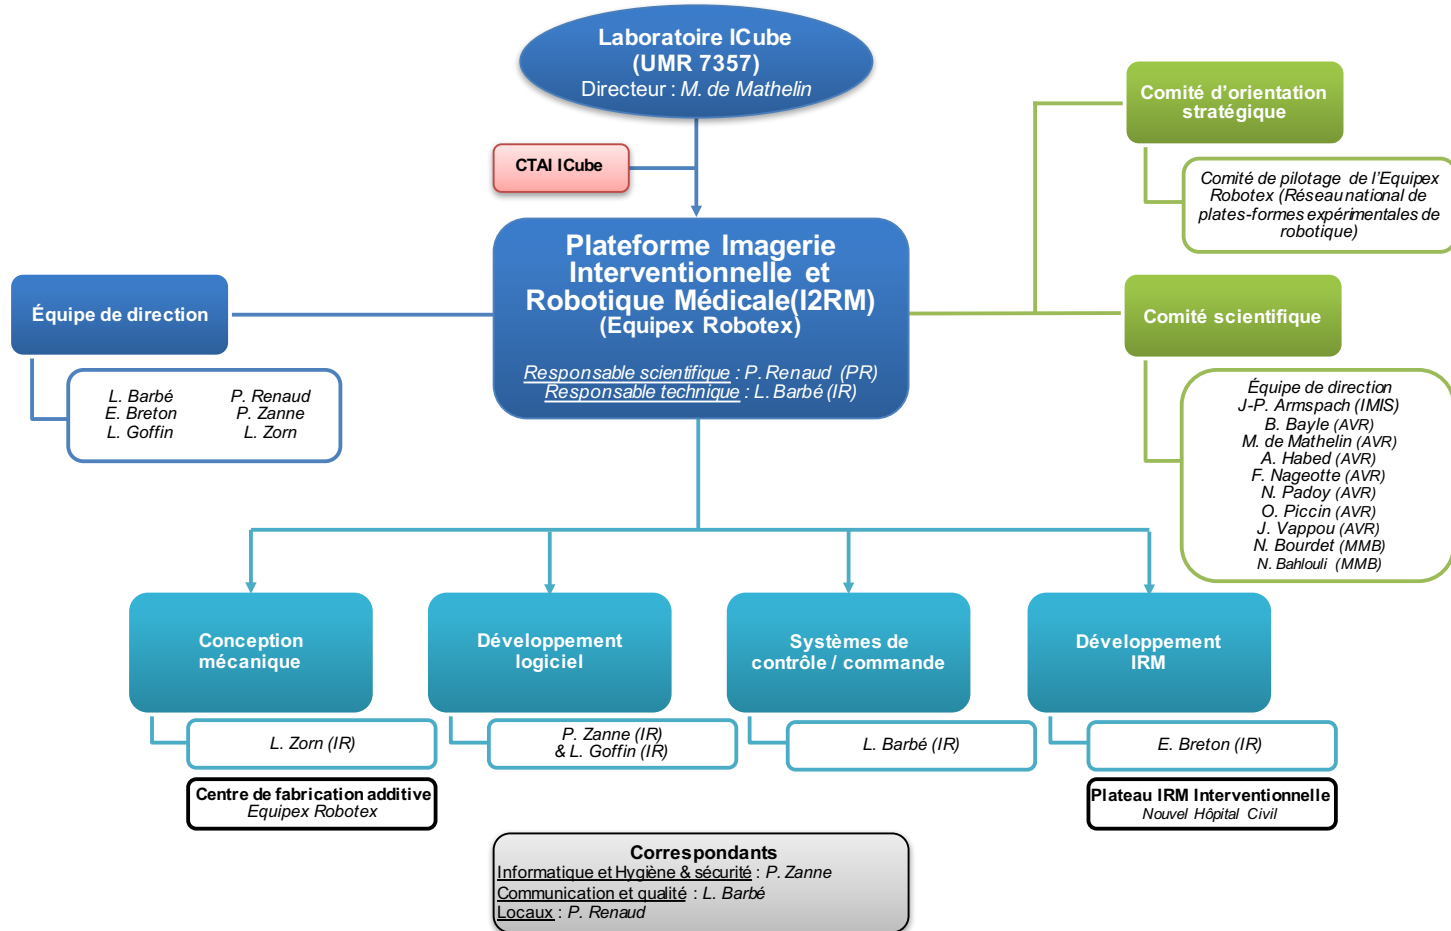 Laboratoire ICube
(UMR 7357)
Directeur : M. de Mathelin
CTAI ICube
Comité d'orientation
stratégique
Comité de pilotage de l'Equipex
Robotex (Réseau national de
plates-formes expérimentales de
robotique)
Plateforme Imagerie
Interventionnelle et
Robotique Médicale(I2RM)
(Equipex Robotex)
Responsable scientifique : P. Renaud (PR)
Responsable technique : L. Barbé (IR)
Équipe de direction
L. Barbé P. Renaud
E. Breton P. Zanne
L. Goffin L. Zorn
Comité scientifique
Équipe de direction
J-P. Armspach (IMIS)
B. Bayle (AVR)
M. de Mathelin (AVR)
A. Habed (AVR)
F. Nageotte (AVR)
N. Padoy (AVR)
O. Piccin (AVR)
J. Vappou (AVR)
N. Bourdet (MMB)
N. Bahlouli (MMB)
Conception
mécanique
L. Zorn (IR)
Centre de fabrication additive
Equipex Robotex
Développement
logiciel
P. Zanne (IR)
& L. Goffin (IR)
Systèmes de
contrôle / commande
L. Barbé (IR)
Développement
IRM
E. Breton (IR)
Plateau IRM Interventionnelle
Nouvel Hôpital Civil
Correspondants
Informatique et Hygiène & sécurité : P. Zanne
Communication et qualité : L. Barbé
Locaux : P. Renaud